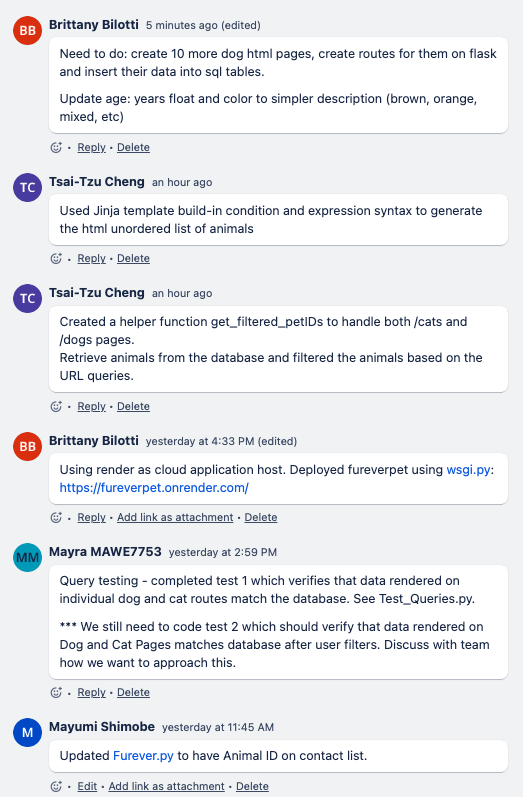 BB
Brittany Bilotti 5 minutes ago (edited)
Need to do: create 10 more dog html pages, create routes for them on flask
and insert their data into sql tables.
Update age: years float and color to simpler description (brown, orange,
mixed, etc)
• Reply • Delete
TC
Tsai-Tzu Cheng an hour ago
Used Jinja template build-in condition and expression syntax to generate
the html unordered list of animals
• Reply • Delete
TC
Tsai-Tzu Cheng an hour ago
Created a helper function get_filtered_petIDs to handle both /cats and
/dogs pages.
Retrieve animals from the database and filtered the animals based on the
URL queries.
• Reply • Delete
BB
Brittany Bilotti yesterday at 4:33 PM (edited)
Using render as cloud application host. Deployed fureverpet using wsgi.py:
https://fureverpet.onrender.com/
• Reply • Add link as attachment • Delete
MM
Mayra MAWE7753 yesterday at 2:59 PM
Query testing - completed test 1 which verifies that data rendered on
individual dog and cat routes match the database. See Test_Queries.py.
*** We still need to code test 2 which should verify that data rendered on
Dog and Cat Pages matches database after user filters. Discuss with team
how we want to approach this.
• Reply • Delete
M
Mayumi Shimobe yesterday at 11:45 AM
Updated Furever.py to have Animal ID on contact list.
• Edit • Add link as attachment • Delete